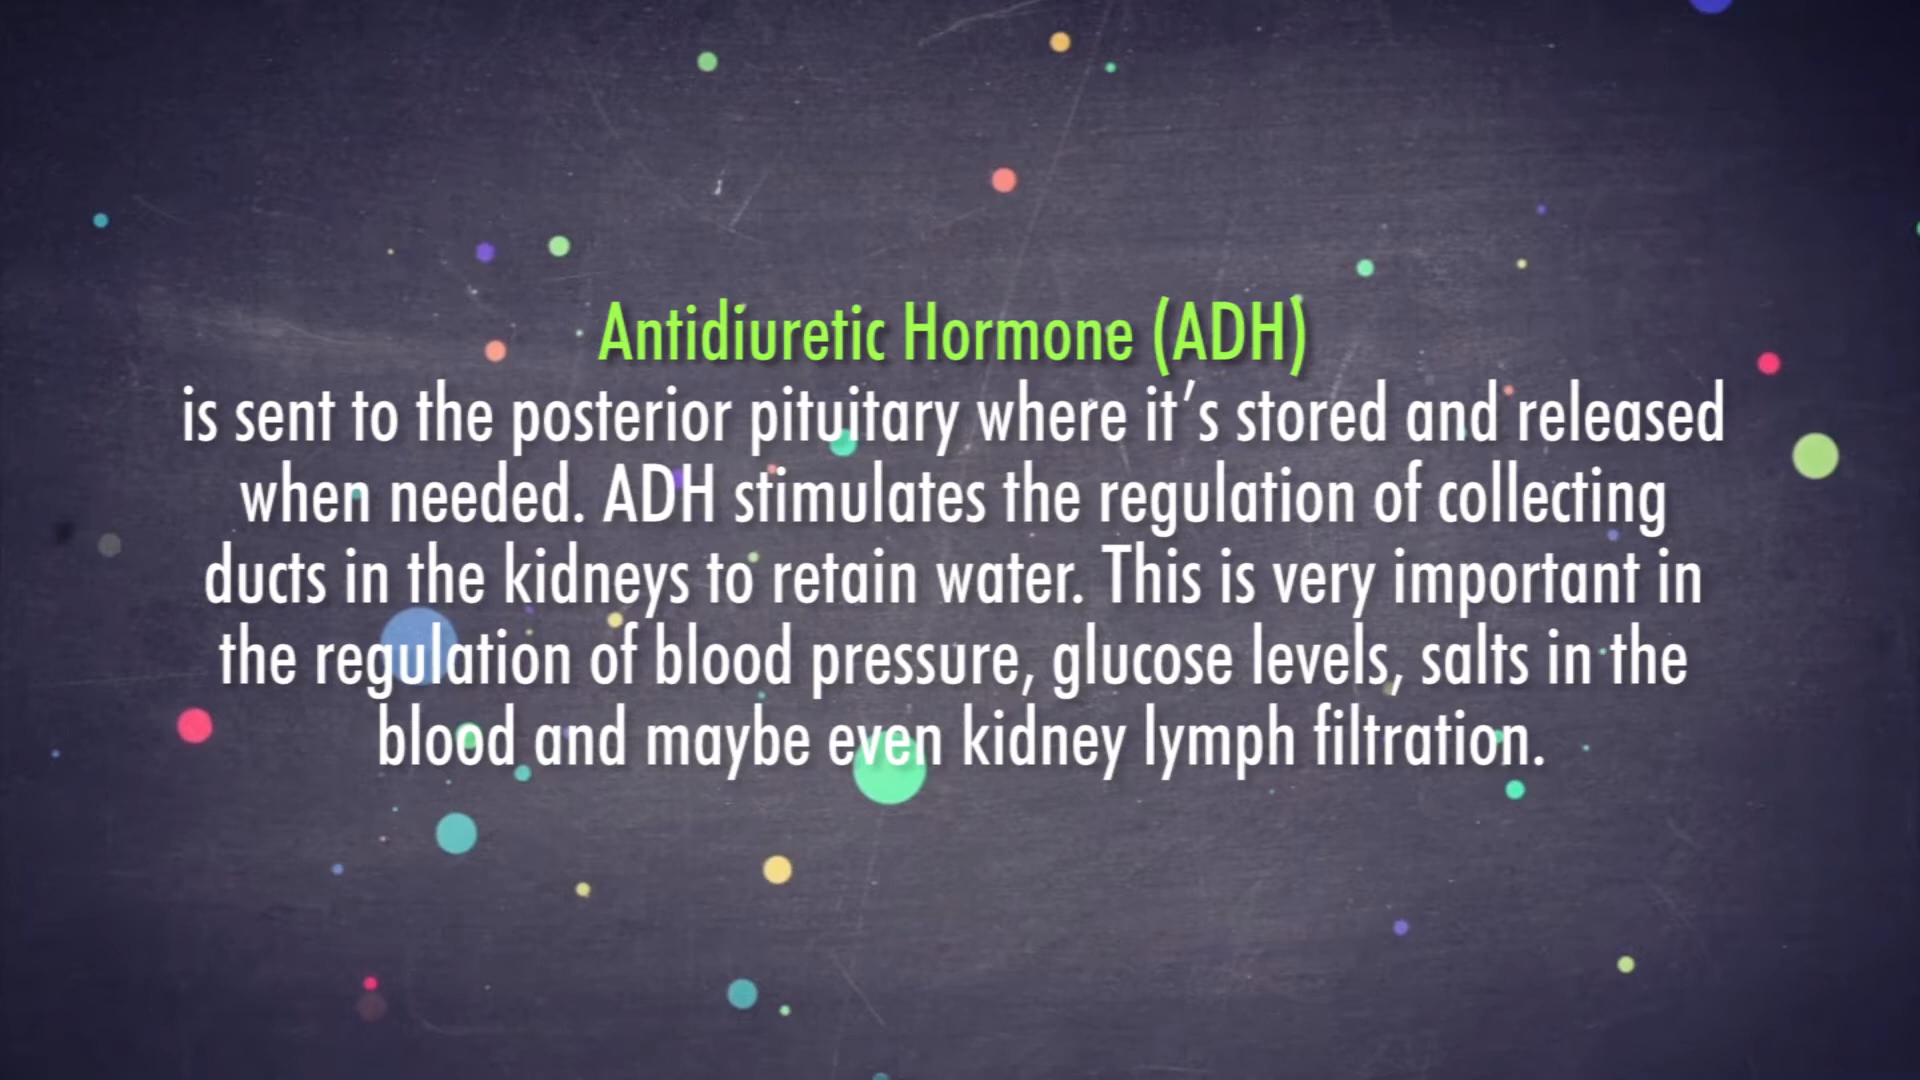 Antidiuretic Hormone (ADH)
is sent to the posterior pituitary where it’s stored and released
when needed. ADH stimulates the regulation of collecting
ducts in the kidneys to retain water. This is very important in
the regulation of blood pressure, glucose levels, salts in the
blood and maybe even kidney lymph filtration.